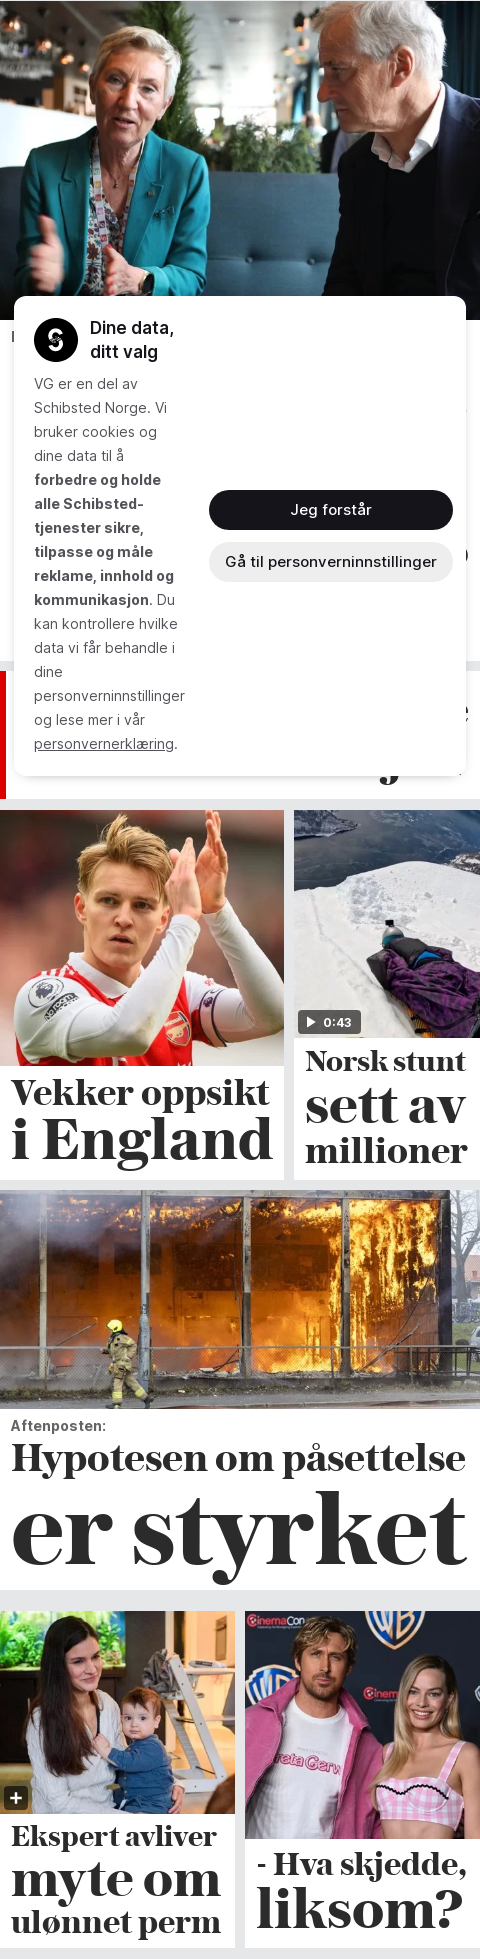 Dine data,
ditt valg
VG er en del av
Schibsted Norge. Vi
bruker cookies og
dine data til å
forbedre og holde
alle Schibsted-
tjenester sikre,
tilpasse og måle
reklame, innhold og
kommunikasjon. Du
kan kontrollere hvilke
data vi får behandle i
dine
personverninnstillinger
og lese mer i vår
personvernerklæring.
Jeg forstår
Gå til personverninnstillinger
0:43
Vekker oppsikt
i England
Norsk stunt
sett av
millioner
Aftenposten:
Hypotesen om påsettelse
er styrket
CinemaCon
WB
Ekspert avliver
myte om
ulønnet perm
- Hva skjedde,
liksom?